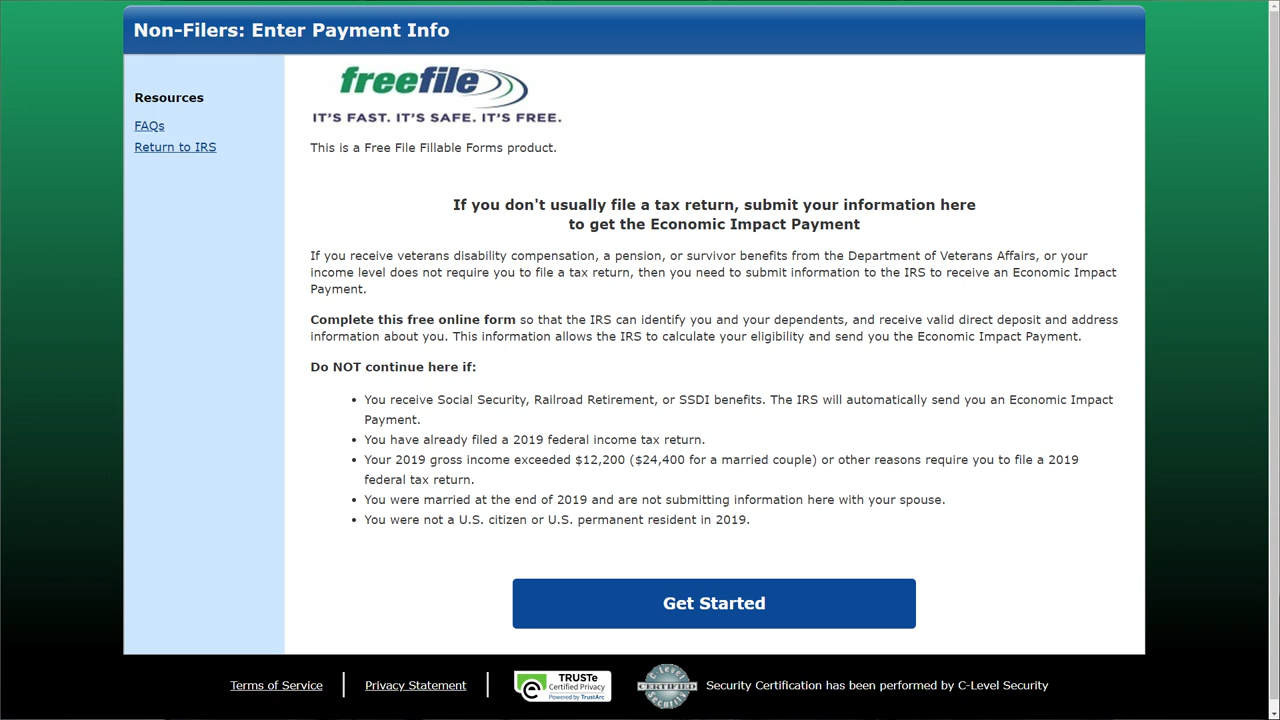 Non-Filers: Enter Payment Info
Resources
FAQs
Return to IRS
freefile
IT'S FAST. IT'S SAFE. IT'S FREE.
This is a Free File Fillable Forms product.
If you don't usually file a tax return, submit your information here
to get the Economic Impact Payment
If you receive veterans disability compensation, a pension, or survivor benefits from the Department of Veterans Affairs, or your
income level does not require you to file a tax return, then you need to submit information to the IRS to receive an Economic Impact
Payment.
Complete this free online form so that the IRS can identify you and your dependents, and receive valid direct deposit and address
information about you. This information allows the IRS to calculate your eligibility and send you the Economic Impact Payment.
Do NOT continue here if:
• You receive Social Security, Railroad Retirement, or SSDI benefits. The IRS will automatically send you an Economic Impact
Payment.
• You have already filed a 2019 federal income tax return.
• Your 2019 gross income exceeded $12,200 ($24,400 for a married couple) or other reasons require you to file a 2019
federal tax return.
• You were married at the end of 2019 and are not submitting information here with your spouse.
• You were not a U.S. citizen or U.S. permanent resident in 2019.
Get Started
Terms of Service
Privacy Statement
TRUSTe
Certified Privacy
Powered by TrustArc
C Level
CERTIFIED
Security
Security Certification has been performed by C-Level Security